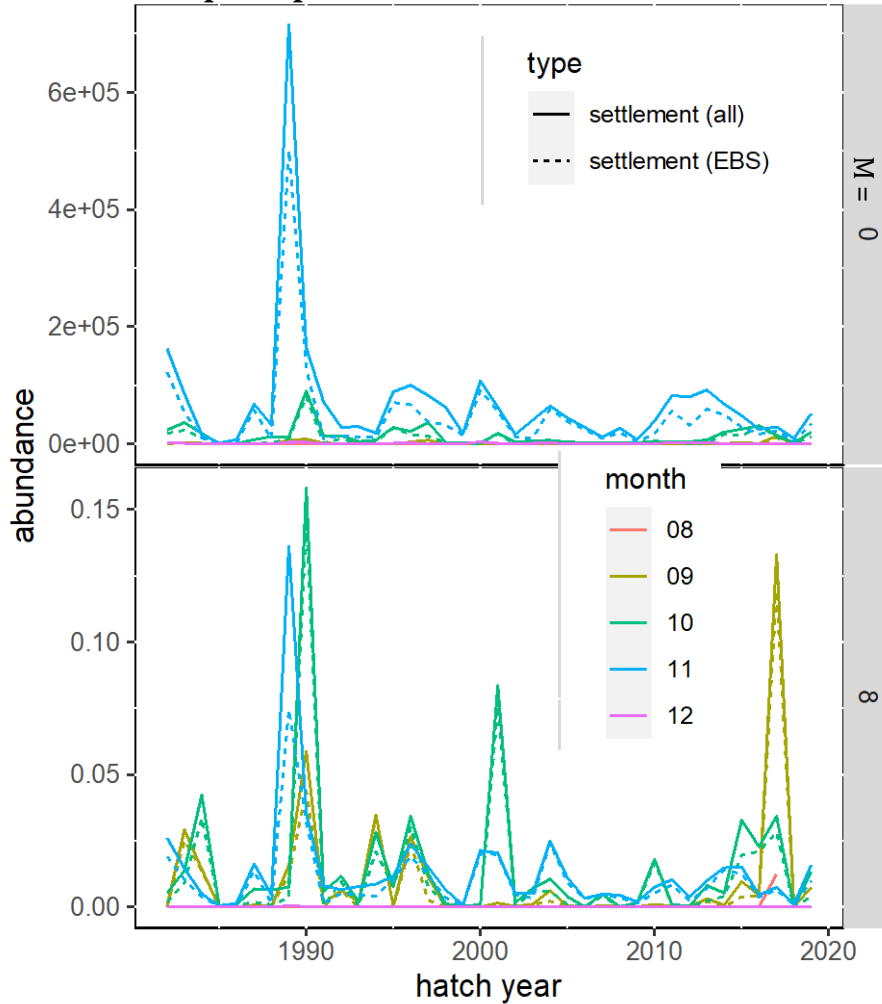 type
settlement (all)
settlement (EBS)
6e+05
4e+05
2e+05
0e+00
M = 0
abundance
month
08
09
10
11
12
0.15
0.10
0.05
0.00
8
1990 2000 2010 2020
hatch year